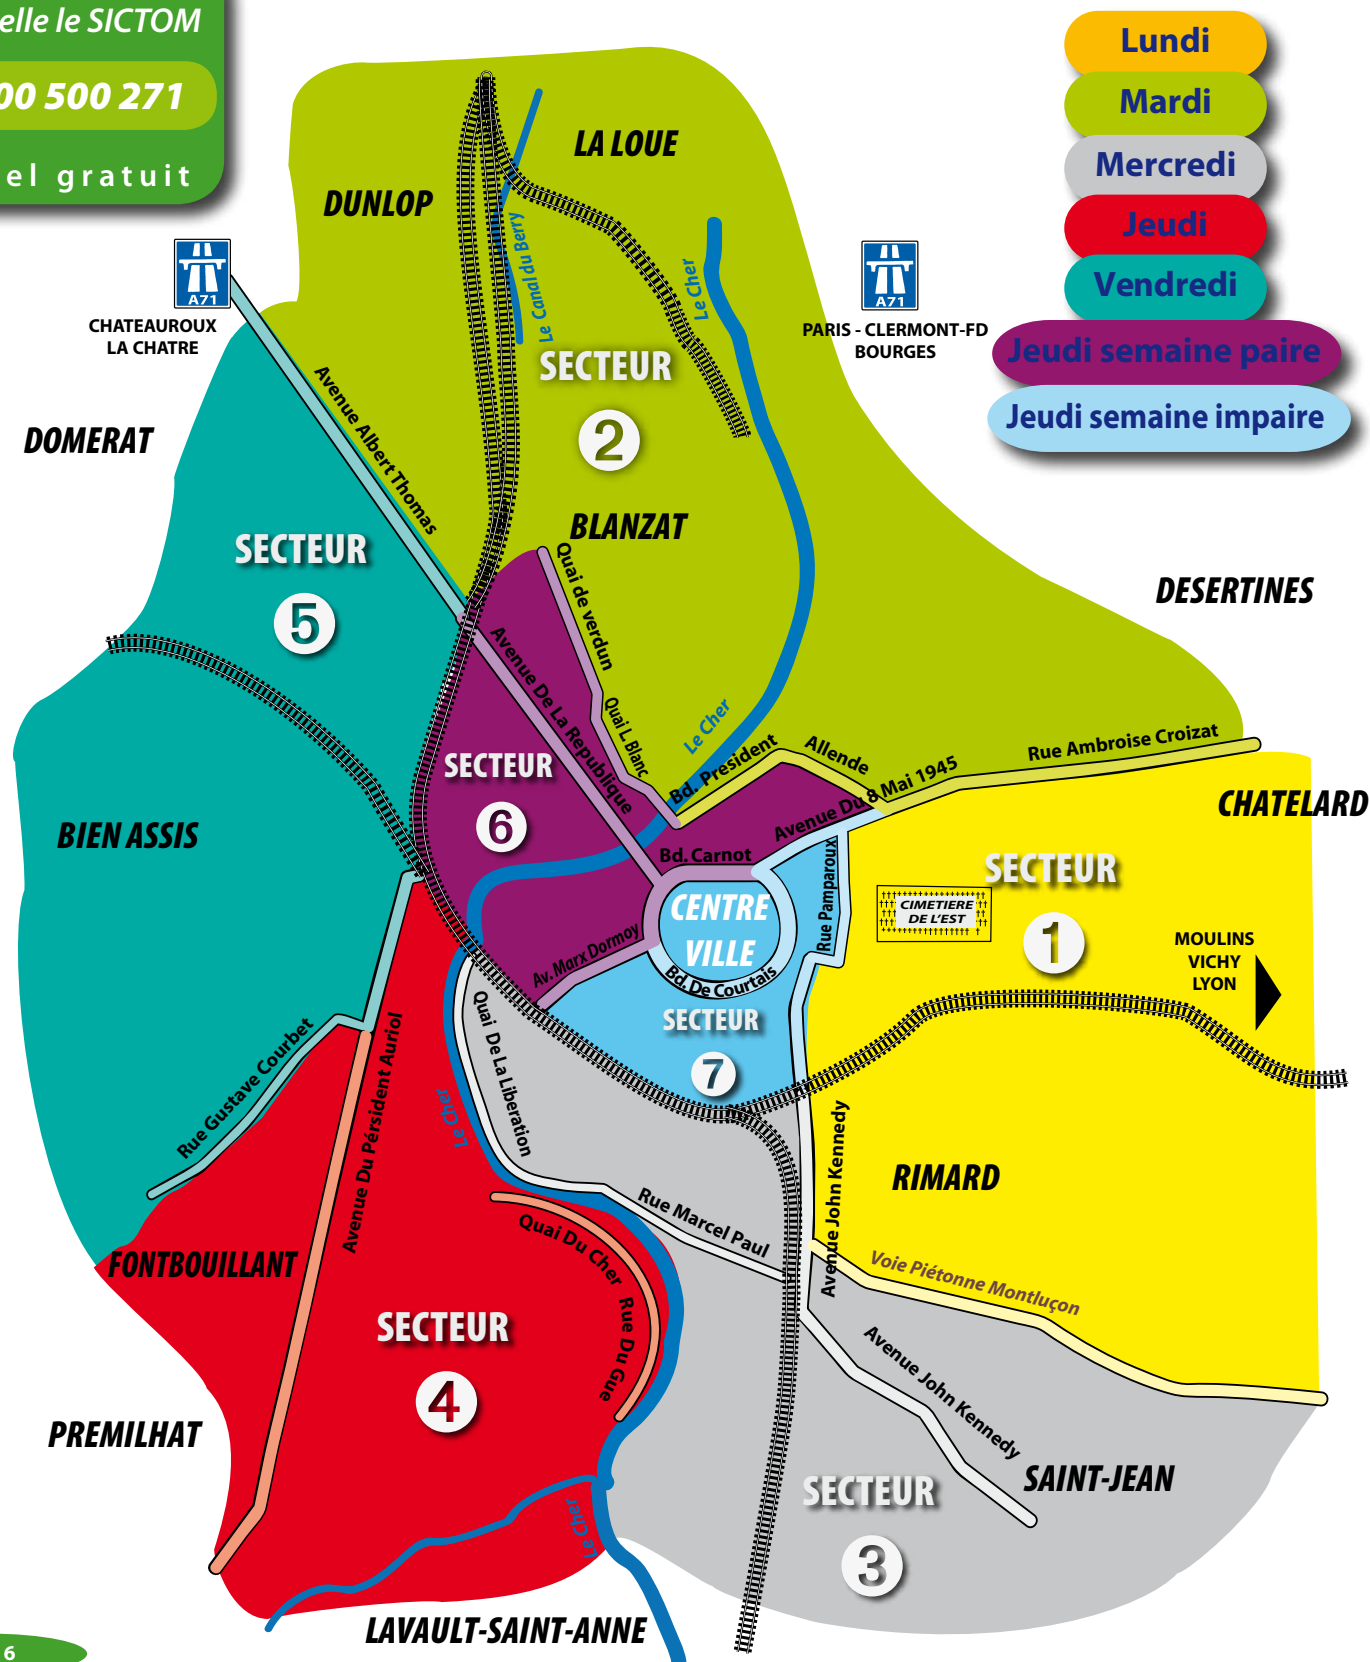 elle le SICTOM
00 500 271
el gratuit
Lundi
Mardi
Mercredi
Jeudi
Vendredi
Jeudi semaine paire
Jeudi semaine impaire
LA LOUE
DUNLOP
Le Canal du Berry
Le Cher
A71
CHATEAUROUX
LA CHATRE
A71
PARIS - CLERMONT-FD
BOURGES
SECTEUR
2
Avenue Albert Thomas
DOMERAT
BLANZAT
SECTEUR
5
Quai de verdun
DESERTINES
Avenue De La Republique
Quai L. Blanc
Le Cher
Bd. President
Allende
Avenue Du 8 Mai 1945
Rue Ambroise Croizat
SECTEUR
6
CHATELARD
BIEN ASSIS
Bd. Carnot
Rue Pamparoux
SECTEUR
1
CENTRE
VILLE
CIMETIERE
DE L'EST
Av. Marx Dormoy
Bd. De Courtais
MOULINS
VICHY
LYON
SECTEUR
7
Quai De La Liberation
Rue Gustave Courbet
Avenue Du Pérsident Auriol
Le Cher
Avenue John Kennedy
RIMARD
Rue Marcel Paul
Quai Du Cher
Rue Du Gue
FONTBOUILLANT
Voie Piétonne Montluçon
SECTEUR
4
Avenue John Kennedy
PREMILHAT
SAINT-JEAN
SECTEUR
3
Le Cher
LAVAULT-SAINT-ANNE
6